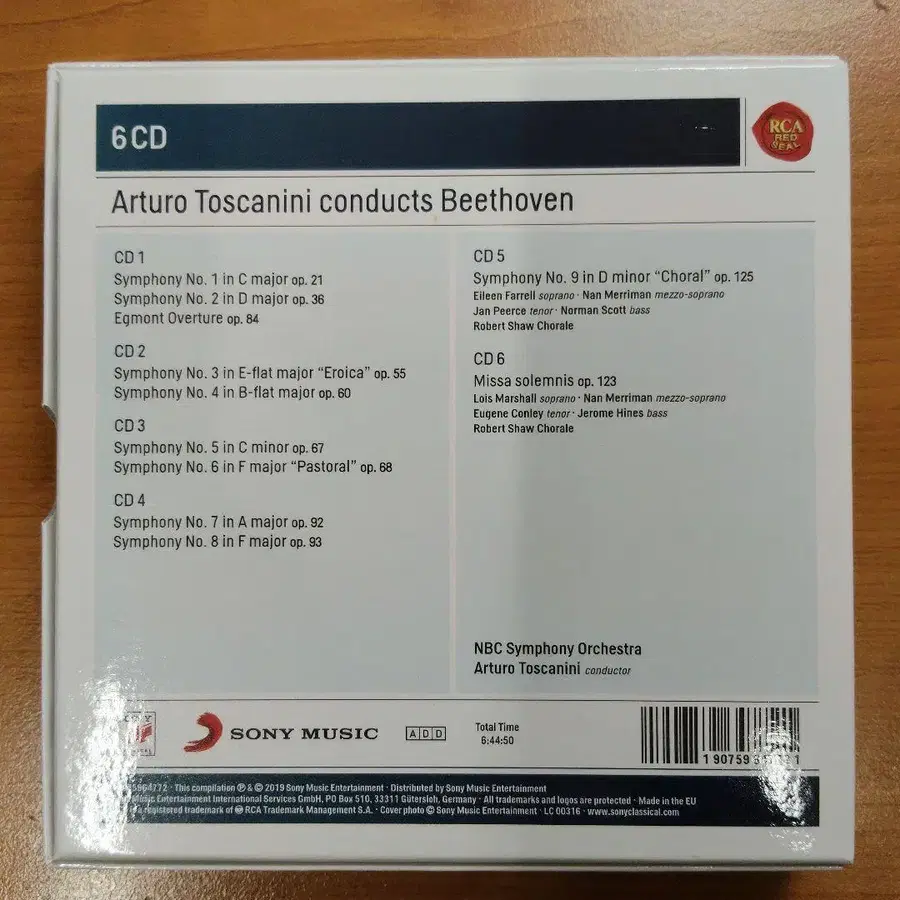 6 CD
RCA
RED
SEAL
Arturo Toscanini conducts Beethoven
CD 1
Symphony No. 1 in C major op. 21
Symphony No. 2 in D major op. 36
Egmont Overture op. 84
CD 2
Symphony No. 3 in E-flat major “Eroica” op. 55
Symphony No. 4 in B-flat major op. 60
CD 3
Symphony No. 5 in C minor op. 67
Symphony No. 6 in F major “Pastoral” op. 68
CD 4
Symphony No. 7 in A major op. 92
Symphony No. 8 in F major op. 93
CD 5
Symphony No. 9 in D minor “Choral” op. 125
Eileen Farrell soprano · Nan Merriman mezzo-soprano
Jan Peerce tenor · Norman Scott bass
Robert Shaw Chorale
CD 6
Missa solemnis op. 123
Lois Marshall soprano · Nan Merriman mezzo-soprano
Eugene Conley tenor · Jerome Hines bass
Robert Shaw Chorale
NBC Symphony Orchestra
Arturo Toscanini conductor
SONY MUSIC
ADD
Total Time
6:44:50
1 90759
· This compilation ℗ & © 2019 Sony Music Entertainment · Distributed by Sony Music Entertainment
Music Entertainment International Services GmbH, PO Box 510, 33311 Gütersloh, Germany · All trademarks and logos are protected · Made in the EU
a registered trademark of RCA Trademark Management S.A. · Cover photo © Sony Music Entertainment · LC 00316 · www.sonyclassical.com